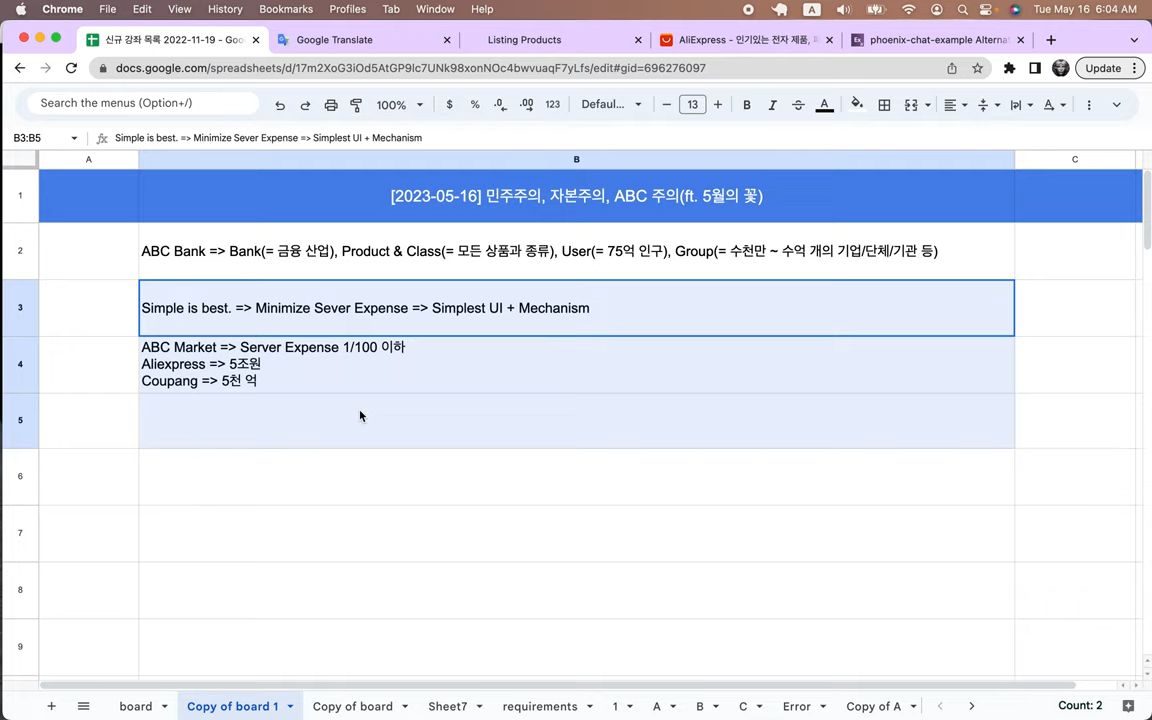 Chrome File Edit View History Bookmarks Profiles Tab Window Help A Tue May 16 6:04 AM
신규 강좌 목록 2022-11-19 - Goo Google Translate Listing Products AliExpress - 인기있는 전자 제품, phoenix-chat-example Alternat
docs.google.com/spreadsheets/d/17m2XoG3iOd5AtGP9lc7UNk98xonNOc4bwvuaqF7yLfs/edit#gid=696276097 Update
Search the menus (Option+/) 100% $ % .0 .00 123 Defaul... 13 B I S A
B3:B5 fx Simple is best. => Minimize Sever Expense => Simplest UI + Mechanism
A B C
1 [2023-05-16] 민주주의, 자본주의, ABC 주의(ft. 5월의 꽃)
2 ABC Bank => Bank(= 금융 산업), Product & Class(= 모든 상품과 종류), User(= 75억 인구), Group(= 수천만 ~ 수억 개의 기업/단체/기관 등)
3 Simple is best. => Minimize Sever Expense => Simplest UI + Mechanism
4 ABC Market => Server Expense 1/100 이하
Aliexpress => 5조원
Coupang => 5천 억
5
6
7
8
9
board Copy of board 1 Copy of board Sheet7 requirements 1 A B C Error Copy of A Count: 2